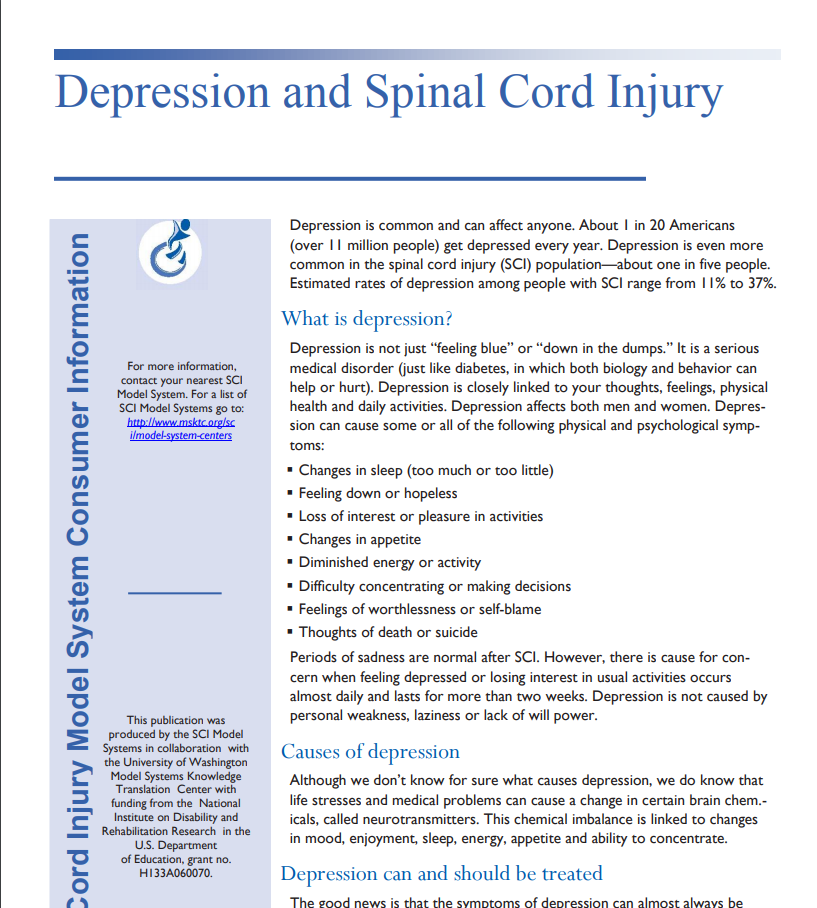 Depression and Spinal Cord Injury
Cord Injury Model System Consumer Information
For more information,
contact your nearest SCI
Model System. For a list of
SCI Model Systems go to:
http://www.msktc.org/sc
i/model-system-centers
This publication was
produced by the SCI Model
Systems in collaboration with
the University of Washington
Model Systems Knowledge
Translation Center with
funding from the National
Institute on Disability and
Rehabilitation Research in the
U.S. Department
of Education, grant no.
H133A060070.
Depression is common and can affect anyone. About 1 in 20 Americans
(over 11 million people) get depressed every year. Depression is even more
common in the spinal cord injury (SCI) population—about one in five people.
Estimated rates of depression among people with SCI range from 11% to 37%.
What is depression?
Depression is not just “feeling blue” or “down in the dumps.” It is a serious
medical disorder (just like diabetes, in which both biology and behavior can
help or hurt). Depression is closely linked to your thoughts, feelings, physical
health and daily activities. Depression affects both men and women. Depres-
sion can cause some or all of the following physical and psychological symp-
toms:
▪ Changes in sleep (too much or too little)
▪ Feeling down or hopeless
▪ Loss of interest or pleasure in activities
▪ Changes in appetite
▪ Diminished energy or activity
▪ Difficulty concentrating or making decisions
▪ Feelings of worthlessness or self-blame
▪ Thoughts of death or suicide
Periods of sadness are normal after SCI. However, there is cause for con-
cern when feeling depressed or losing interest in usual activities occurs
almost daily and lasts for more than two weeks. Depression is not caused by
personal weakness, laziness or lack of will power.
Causes of depression
Although we don’t know for sure what causes depression, we do know that
life stresses and medical problems can cause a change in certain brain chem.-
icals, called neurotransmitters. This chemical imbalance is linked to changes
in mood, enjoyment, sleep, energy, appetite and ability to concentrate.
Depression can and should be treated
The good news is that the symptoms of depression can almost always be